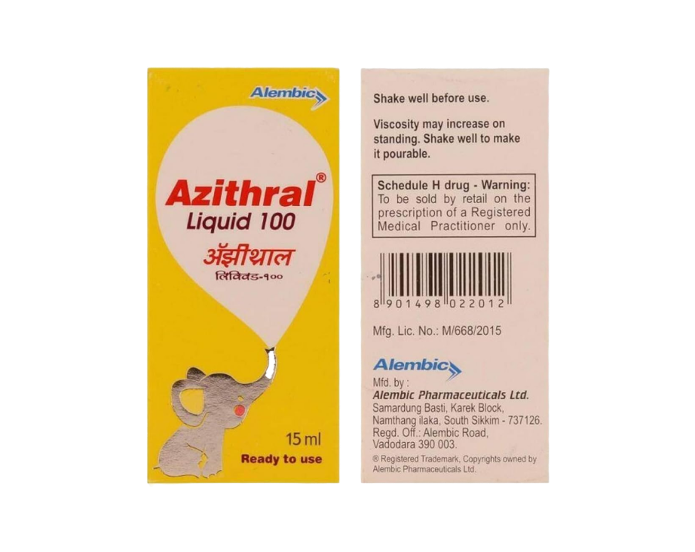 Alembic
Azithral®
Liquid 100
ॲझीथ्राल
लिक्विड-१००
15 ml
Ready to use
Shake well before use.
Viscosity may increase on
standing. Shake well to make
it pourable.
Schedule H drug - Warning:
To be sold by retail on the
prescription of a Registered
Medical Practitioner only.
8 901498 022012
Mfg. Lic. No.: M/668/2015
Alembic
Mfd. by :
Alembic Pharmaceuticals Ltd.
Samardung Basti, Karek Block,
Namthang ilaka, South Sikkim - 737126.
Regd. Off.: Alembic Road,
Vadodara 390 003.
® Registered Trademark, Copyrights owned by
Alembic Pharmaceuticals Ltd.